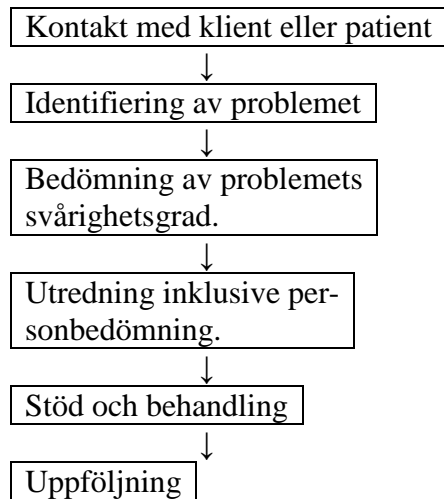 Kontakt med klient eller patient
↓
Identifiering av problemet
↓
Bedömning av problemets
svårighetsgrad.
↓
Utredning inklusive per-
sonbedömning.
↓
Stöd och behandling
↓
Uppföljning